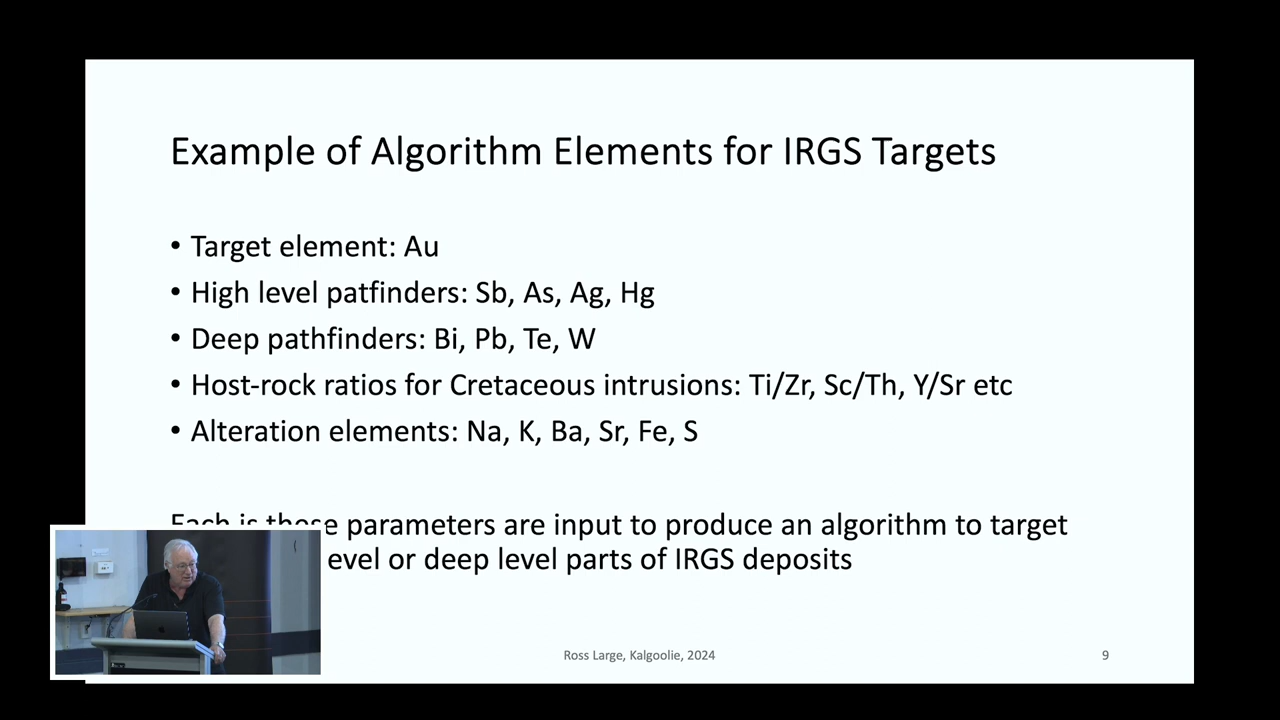 Example of Algorithm Elements for IRGS Targets
• Target element: Au
• High level patfinders: Sb, As, Ag, Hg
• Deep pathfinders: Bi, Pb, Te, W
• Host-rock ratios for Cretaceous intrusions: Ti/Zr, Sc/Th, Y/Sr etc
• Alteration elements: Na, K, Ba, Sr, Fe, S
Each is those parameters are input to produce an algorithm to target
evel or deep level parts of IRGS deposits
Ross Large, Kalgoolie, 2024
9